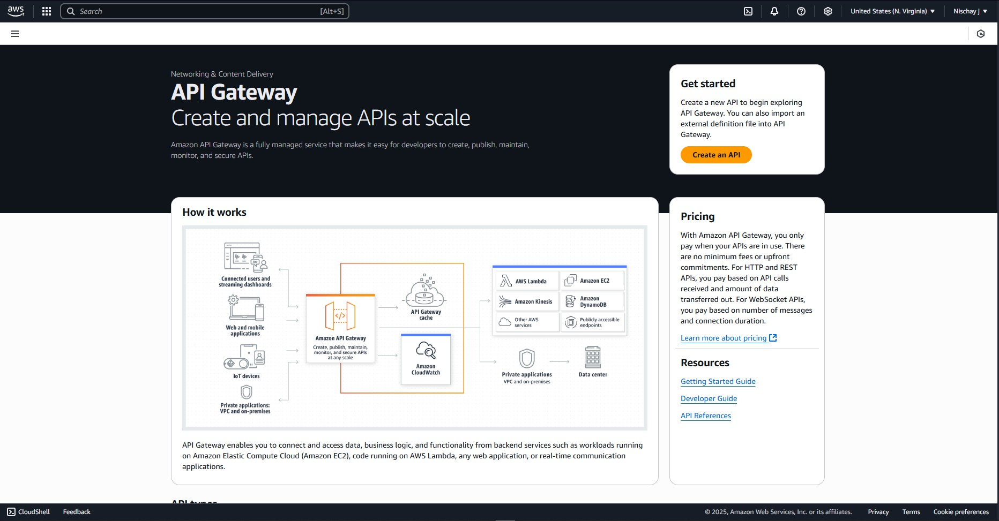 aws
Search
[Alt+S]
United States (N. Virginia)
Nischay j
Networking & Content Delivery
API Gateway
Create and manage APIs at scale
Amazon API Gateway is a fully managed service that makes it easy for developers to create, publish, maintain,
monitor, and secure APIs.
Get started
Create a new API to begin exploring
API Gateway. You can also import an
external definition file into API
Gateway.
Create an API
How it works
Connected users and
streaming dashboards
Web and mobile
applications
IoT devices
Private applications:
VPC and on-premises
</>
Amazon API Gateway
Create, publish, maintain,
monitor, and secure APIs
at any scale
API Gateway
cache
Amazon
CloudWatch
AWS Lambda
Amazon EC2
Amazon Kinesis
Amazon
DynamoDB
Other AWS
services
Publicly accessible
endpoints
Private applications
VPC and on-premises
Data center
API Gateway enables you to connect and access data, business logic, and functionality from backend services such as workloads running
on Amazon Elastic Compute Cloud (Amazon EC2), code running on AWS Lambda, any web application, or real-time communication
applications.
Pricing
With Amazon API Gateway, you only
pay when your APIs are in use. There
are no minimum fees or upfront
commitments. For HTTP and REST
APIs, you pay based on API calls
received and amount of data
transferred out. For WebSocket APIs,
you pay based on number of messages
and connection duration.
Learn more about pricing
Resources
Getting Started Guide
Developer Guide
API References
API types
CloudShell
Feedback
© 2025, Amazon Web Services, Inc. or its affiliates.
Privacy
Terms
Cookie preferences